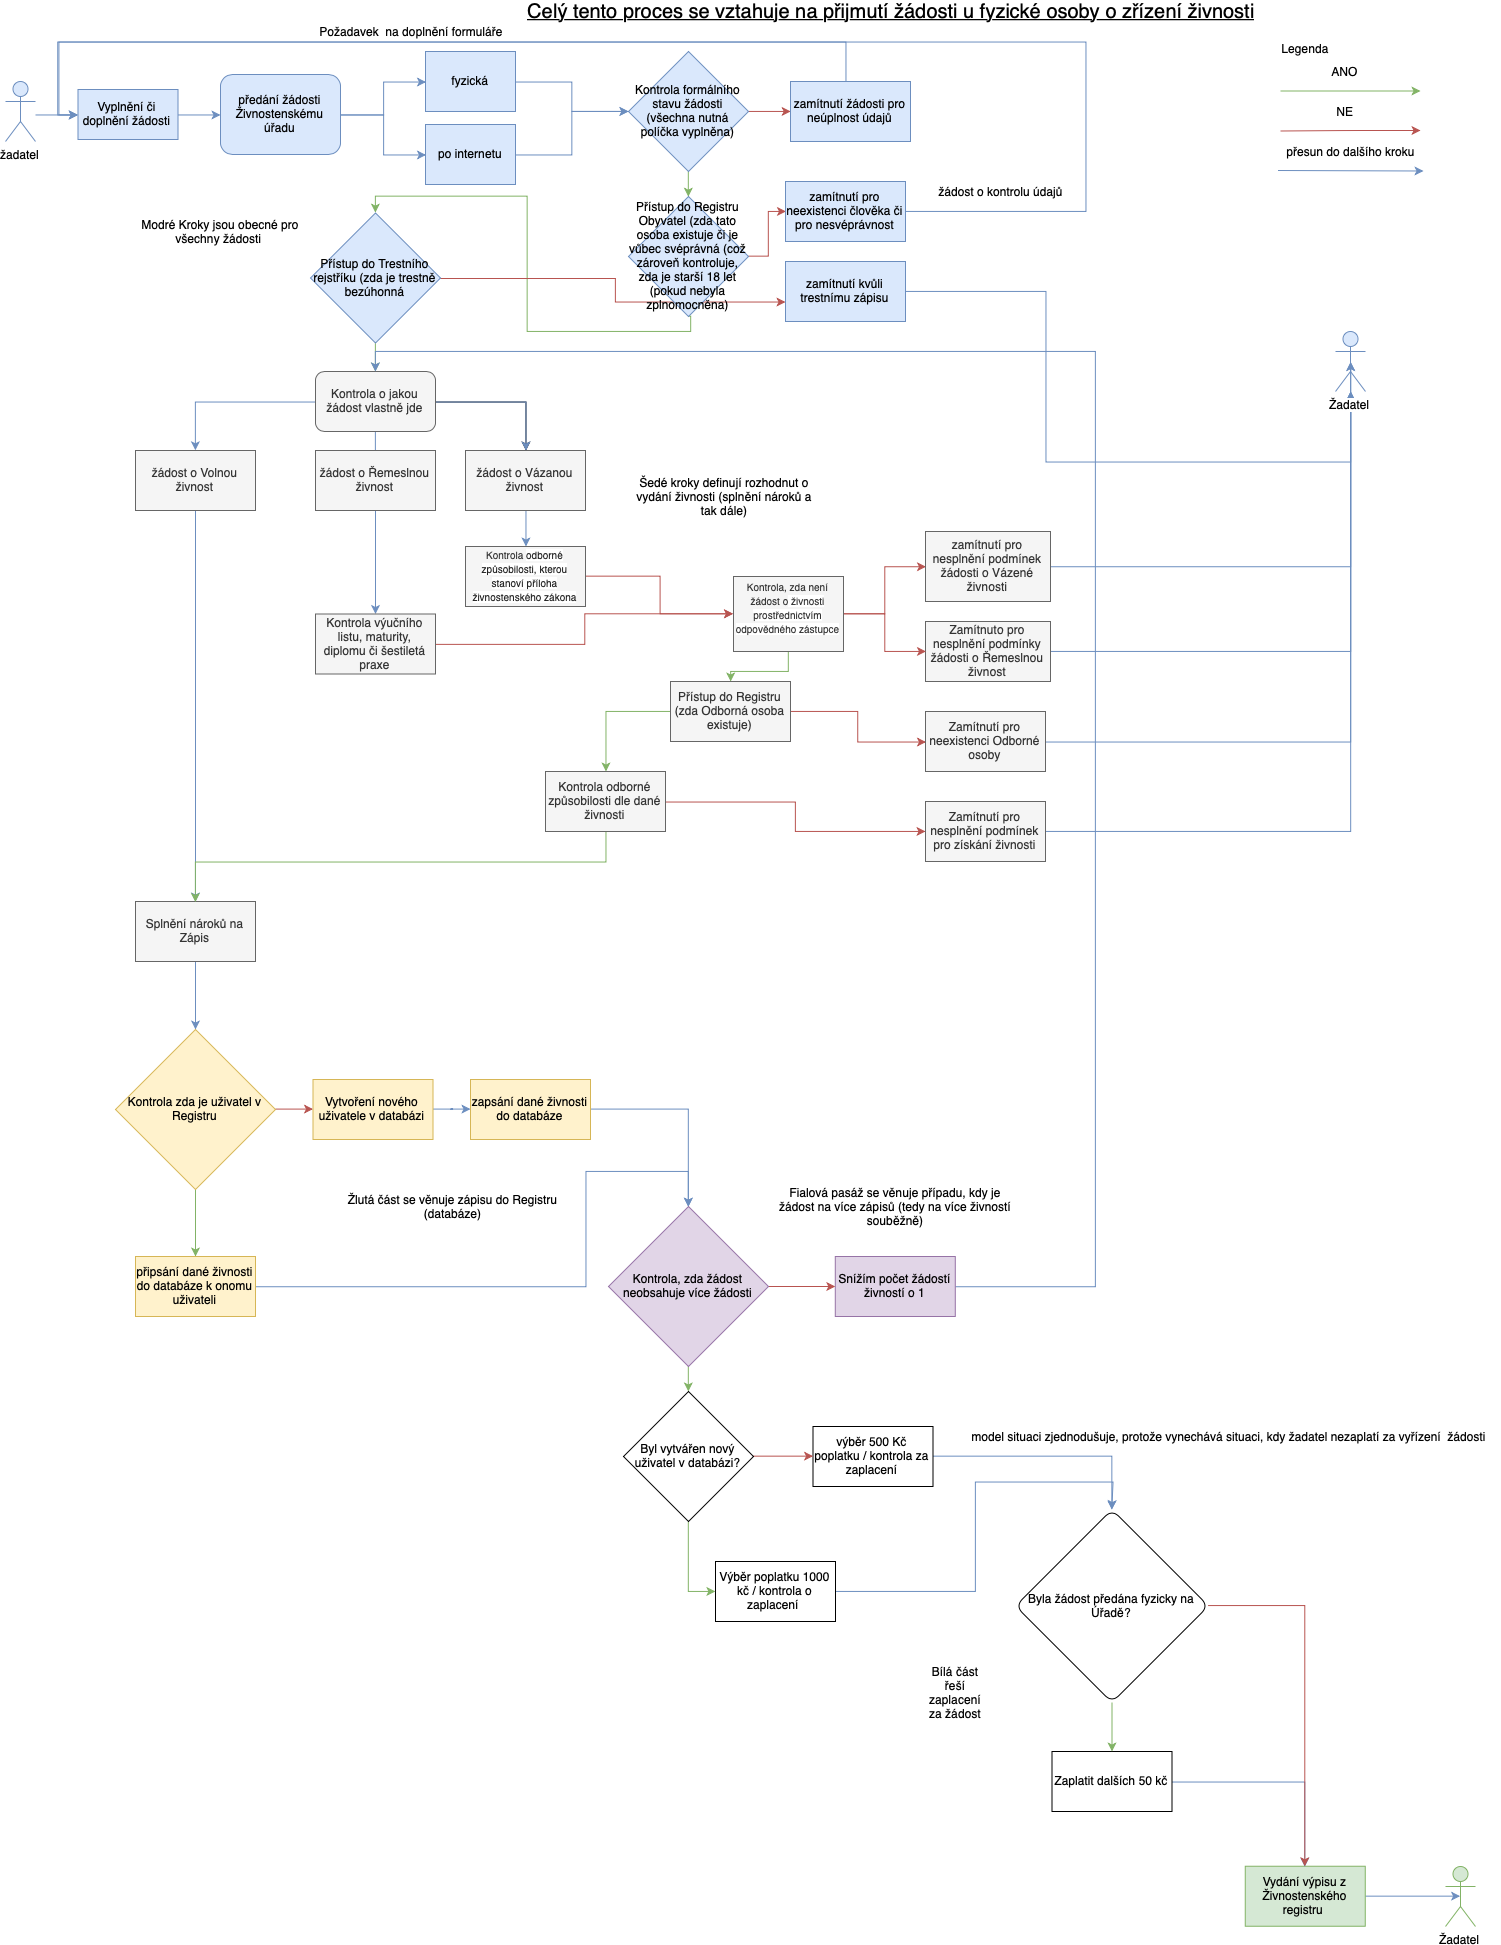 Celý tento proces se vztahuje na přijmutí žádosti u fyzické osoby o zřízení živnosti
Požadavek  na doplnění formuláře
Legenda
ANO
NE
přesun do dalšího kroku
žadatel
Vyplnění či
doplnění žádosti
předání žádosti
Živnostenskému
úřadu
fyzická
po internetu
Kontrola formálního
stavu žádosti
(všechna nutná
políčka vyplněna)
zamítnutí žádosti pro
neúplnost údajů
Modré Kroky jsou obecné pro
všechny žádosti
Přístup do Trestního
rejstříku (zda je trestně
bezúhonná
Přístup do Registru
Obyvatel (zda tato
osoba existuje či je
vůbec svéprávná (což
zároveň kontroluje,
zda je starší 18 let
(pokud nebyla
zplnomocněna)
zamítnutí pro
neexistenci člověka či
pro nesvéprávnost
žádost o kontrolu údajů
zamítnutí kvůli
trestnímu zápisu
Žadatel
Kontrola o jakou
žádost vlastně jde
žádost o Volnou
živnost
žádost o Řemeslnou
živnost
žádost o Vázanou
živnost
Šedé kroky definují rozhodnut o
vydání živnosti (splnění nároků a
tak dále)
Kontrola odborné
způsobilosti, kterou
stanoví příloha
živnostenského zákona
Kontrola výučního
listu, maturity,
diplomu či šestiletá
praxe
Kontrola, zda není
žádost o živnosti
prostřednictvím
odpovědného zástupce
zamítnutí pro
nesplnění podmínek
žádosti o Vázené
živnosti
Zamítnuto pro
nesplnění podmínky
žádosti o Řemeslnou
živnost
Přístup do Registru
(zda Odborná osoba
existuje)
Zamítnutí pro
neexistenci Odborné
osoby
Kontrola odborné
způsobilosti dle dané
živnosti
Zamítnutí pro
nesplnění podmínek
pro získání živnosti
Splnění nároků na
Zápis
Kontrola zda je uživatel v
Registru
Vytvoření nového
uživatele v databázi
zapsání dané živnosti
do databáze
Žlutá část se věnuje zápisu do Registru
(databáze)
Fialová pasáž se věnuje případu, kdy je
žádost na více zápisů (tedy na více živností
souběžně)
připsání dané živnosti
do databáze k onomu
uživateli
Kontrola, zda žádost
neobsahuje více žádosti
Snížím počet žádostí
živností o 1
Byl vytvářen nový
uživatel v databázi?
výběr 500 Kč
poplatku / kontrola za
zaplacení
model situaci zjednodušuje, protože vynechává situaci, kdy žadatel nezaplatí za vyřízení  žádosti
Výběr poplatku 1000
kč / kontrola o
zaplacení
Byla žádost předána fyzicky na
Úřadě?
Bílá část
řeší
zaplacení
za žádost
Zaplatit dalších 50 kč
Vydání výpisu z
Živnostenského
registru
Žadatel